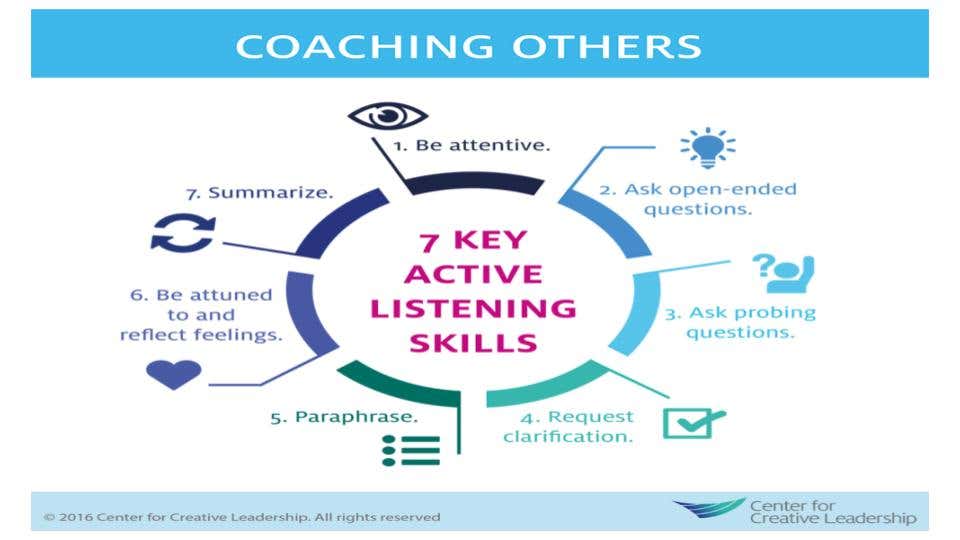 COACHING OTHERS
1. Be attentive.
2. Ask open-ended
questions.
3. Ask probing
questions.
4. Request
clarification.
5. Paraphrase.
6. Be attuned
to and
reflect feelings.
7. Summarize.
7 KEY
ACTIVE
LISTENING
SKILLS
© 2016 Center for Creative Leadership. All rights reserved
Center for
Creative Leadership